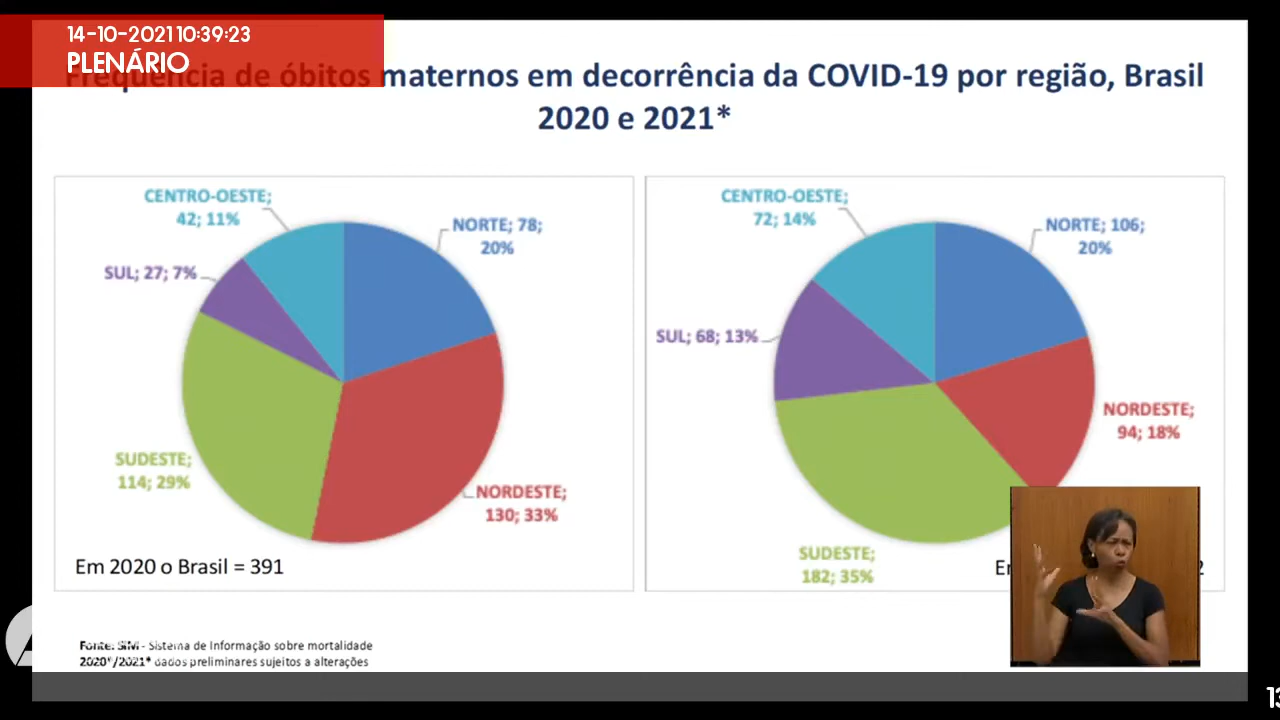 14-10-2021 10:39:23
PLENÁRIO
Frequência de óbitos maternos em decorrência da COVID-19 por região, Brasil
2020 e 2021*
CENTRO-OESTE;
42; 11%
NORTE; 78;
20%
SUL; 27; 7%
SUDESTE;
114; 29%
NORDESTE;
130; 33%
Em 2020 o Brasil = 391
CENTRO-OESTE;
72; 14%
NORTE; 106;
20%
SUL; 68; 13%
NORDESTE;
94; 18%
SUDESTE;
182; 35%
Fonte: SIM - Sistema de Informação sobre mortalidade
2020*/2021* dados preliminares sujeitos a alterações